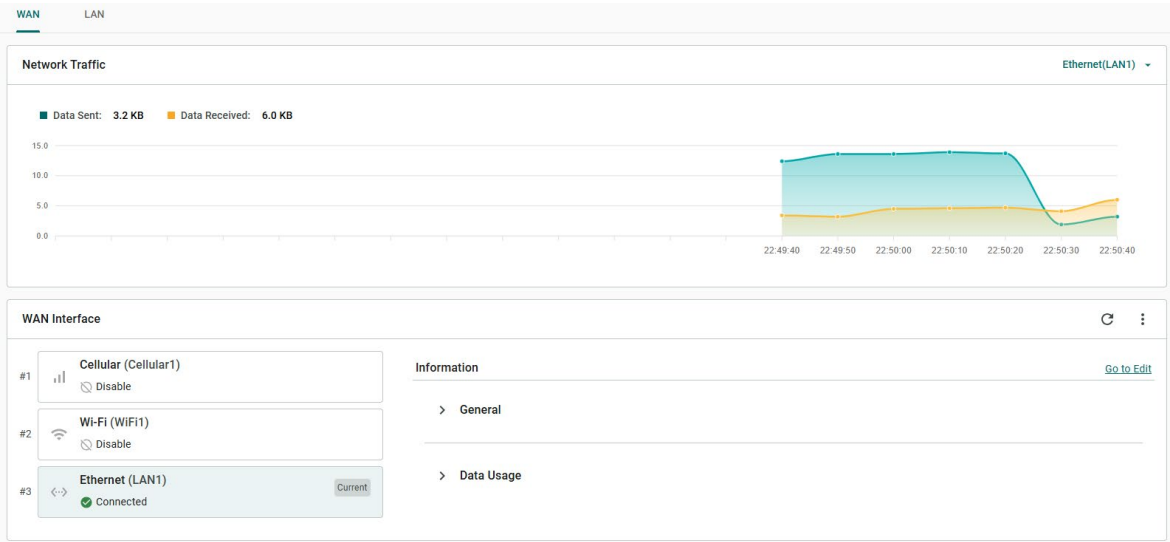 WAN LAN
Network Traffic Ethernet(LAN1)
Data Sent: 3.2 KB Data Received: 6.0 KB
15.0
10.0
5.0
0.0
22:49:40 22:49:50 22:50:00 22:50:10 22:50:20 22:50:30 22:50:40
WAN Interface
#1 Cellular (Cellular1)
Disable
#2 Wi-Fi (WiFi1)
Disable
#3 Ethernet (LAN1) Current
Connected
Information Go to Edit
General
Data Usage